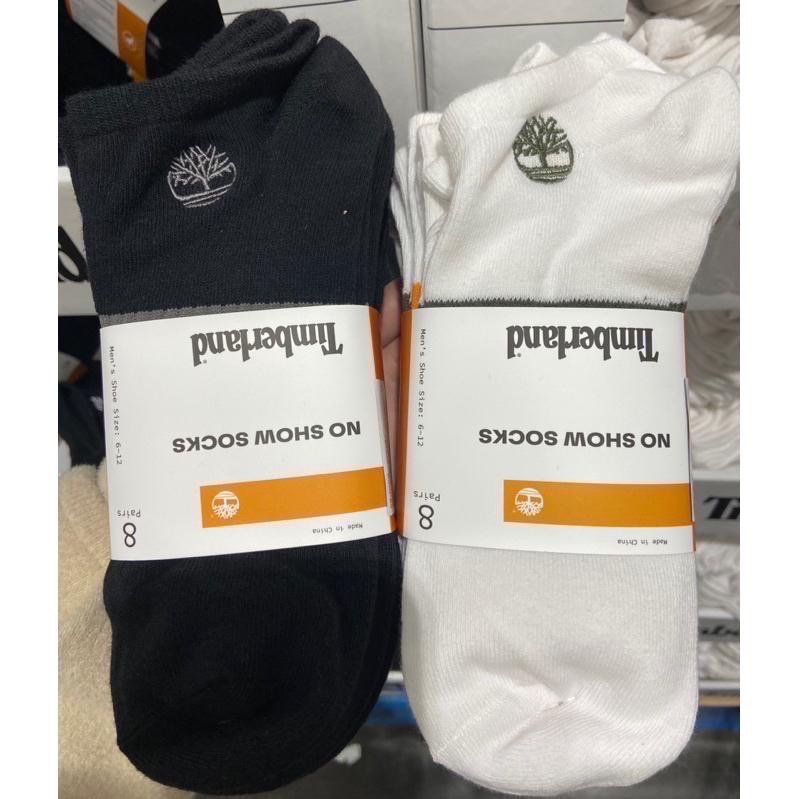 Timberland®
NO SHOW SOCKS
Men's Shoe Size: 6-12
8
Pairs
Made in China
Timberland®
NO SHOW SOCKS
Men's Shoe Size: 6-12
8
Pairs
Made in China